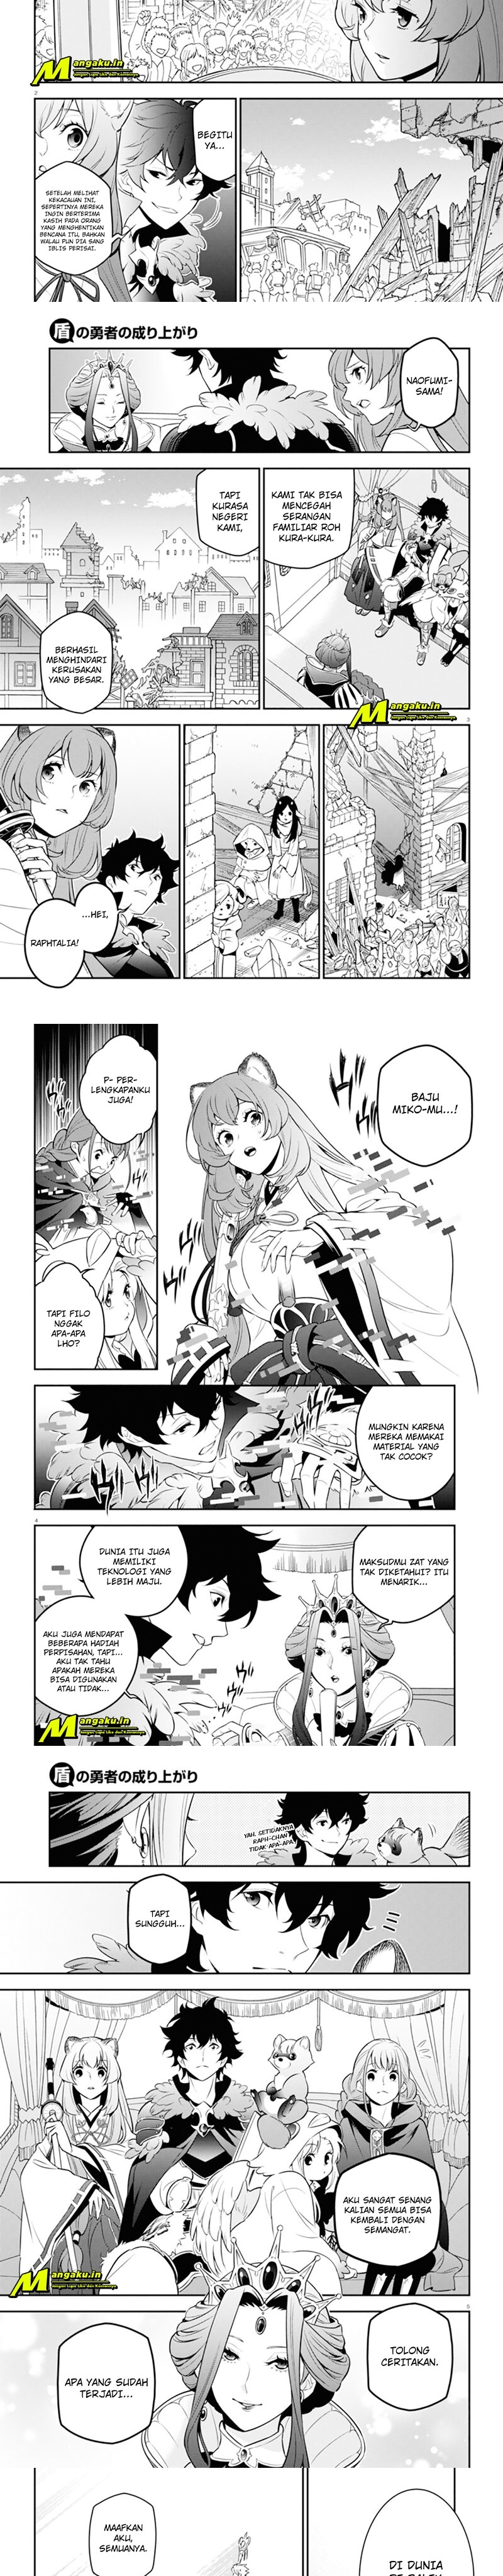 Mangaku.in
2
BEGITU
YA...
SETELAH MELIHAT
KEKACAUAN INI,
SEPERTINYA MEREKA
INGIN BERTERIMA
KASIH PADA ORANG
YANG MENGHENTIKAN
BENCANA ITU, BAHKAN
WALAU PUN DIA SANG
IBLIS PERISAI.
盾の勇者の成り上がり
NAOFUMI-
SAMA!
KAMI TAK BISA
MENCEGAH
SERANGAN
FAMILIAR ROH
KURA-KURA.
TAPI
KURASA
NEGERI
KAMI,
BERHASIL
MENGHINDARI
KERUSAKAN
YANG BESAR.
Mangaku.in
3
...HEI,
RAPHTALIA!
BAJU
MIKO-MU...!
P- PER-
LENGKAPANKU
JUGA!
TAPI FILO
NGGAK
APA-APA
LHO?
MUNGKIN KARENA
MEREKA MEMAKAI
MATERIAL YANG
TAK COCOK?
4
MAKSUDMU ZAT YANG
TAK DIKETAHUI? ITU
MENARIK...
DUNIA ITU JUGA
MEMILIKI
TEKNOLOGI YANG
LEBIH MAJU.
AKU JUGA MENDAPAT
BEBERAPA HADIAH
PERPISAHAN, TAPI...
AKU TAK TAHU
APAKAH MEREKA
BISA DIGUNAKAN
ATAU TIDAK...
Mangaku.in
盾の勇者の成り上がり
YAH, SETIDAKNYA
RAPH-CHAN
TIDAK APA-APA
TAPI
SUNGGUH...
AKU SANGAT SENANG
KALIAN SEMUA BISA
KEMBALI DENGAN
SEMANGAT.
Mangaku.in
5
TOLONG
CERITAKAN.
APA YANG SUDAH
TERJADI...
MAAFKAN
AKU,
SEMUANYA.
DI DUNIA